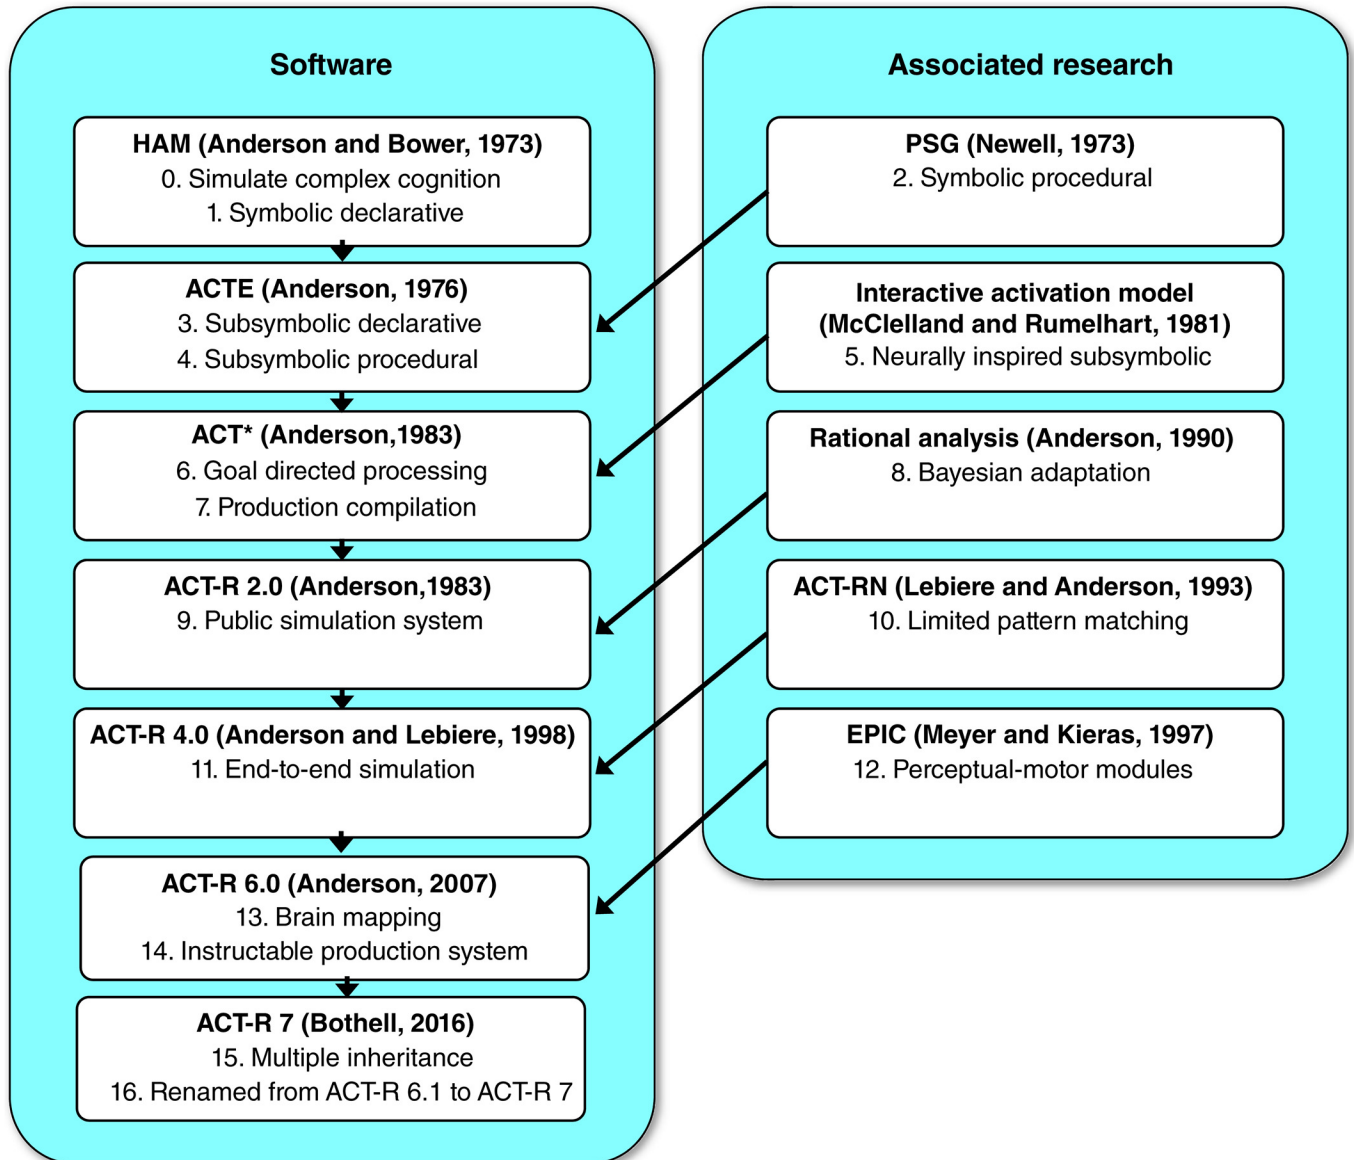 Software
HAM (Anderson and Bower, 1973)
0. Simulate complex cognition
1. Symbolic declarative
ACTE (Anderson, 1976)
3. Subsymbolic declarative
4. Subsymbolic procedural
ACT* (Anderson,1983)
6. Goal directed processing
7. Production compilation
ACT-R 2.0 (Anderson,1983)
9. Public simulation system
ACT-R 4.0 (Anderson and Lebiere, 1998)
11. End-to-end simulation
ACT-R 6.0 (Anderson, 2007)
13. Brain mapping
14. Instructable production system
ACT-R 7 (Bothell, 2016)
15. Multiple inheritance
16. Renamed from ACT-R 6.1 to ACT-R 7
Associated research
PSG (Newell, 1973)
2. Symbolic procedural
Interactive activation model
(McClelland and Rumelhart, 1981)
5. Neurally inspired subsymbolic
Rational analysis (Anderson, 1990)
8. Bayesian adaptation
ACT-RN (Lebiere and Anderson, 1993)
10. Limited pattern matching
EPIC (Meyer and Kieras, 1997)
12. Perceptual-motor modules